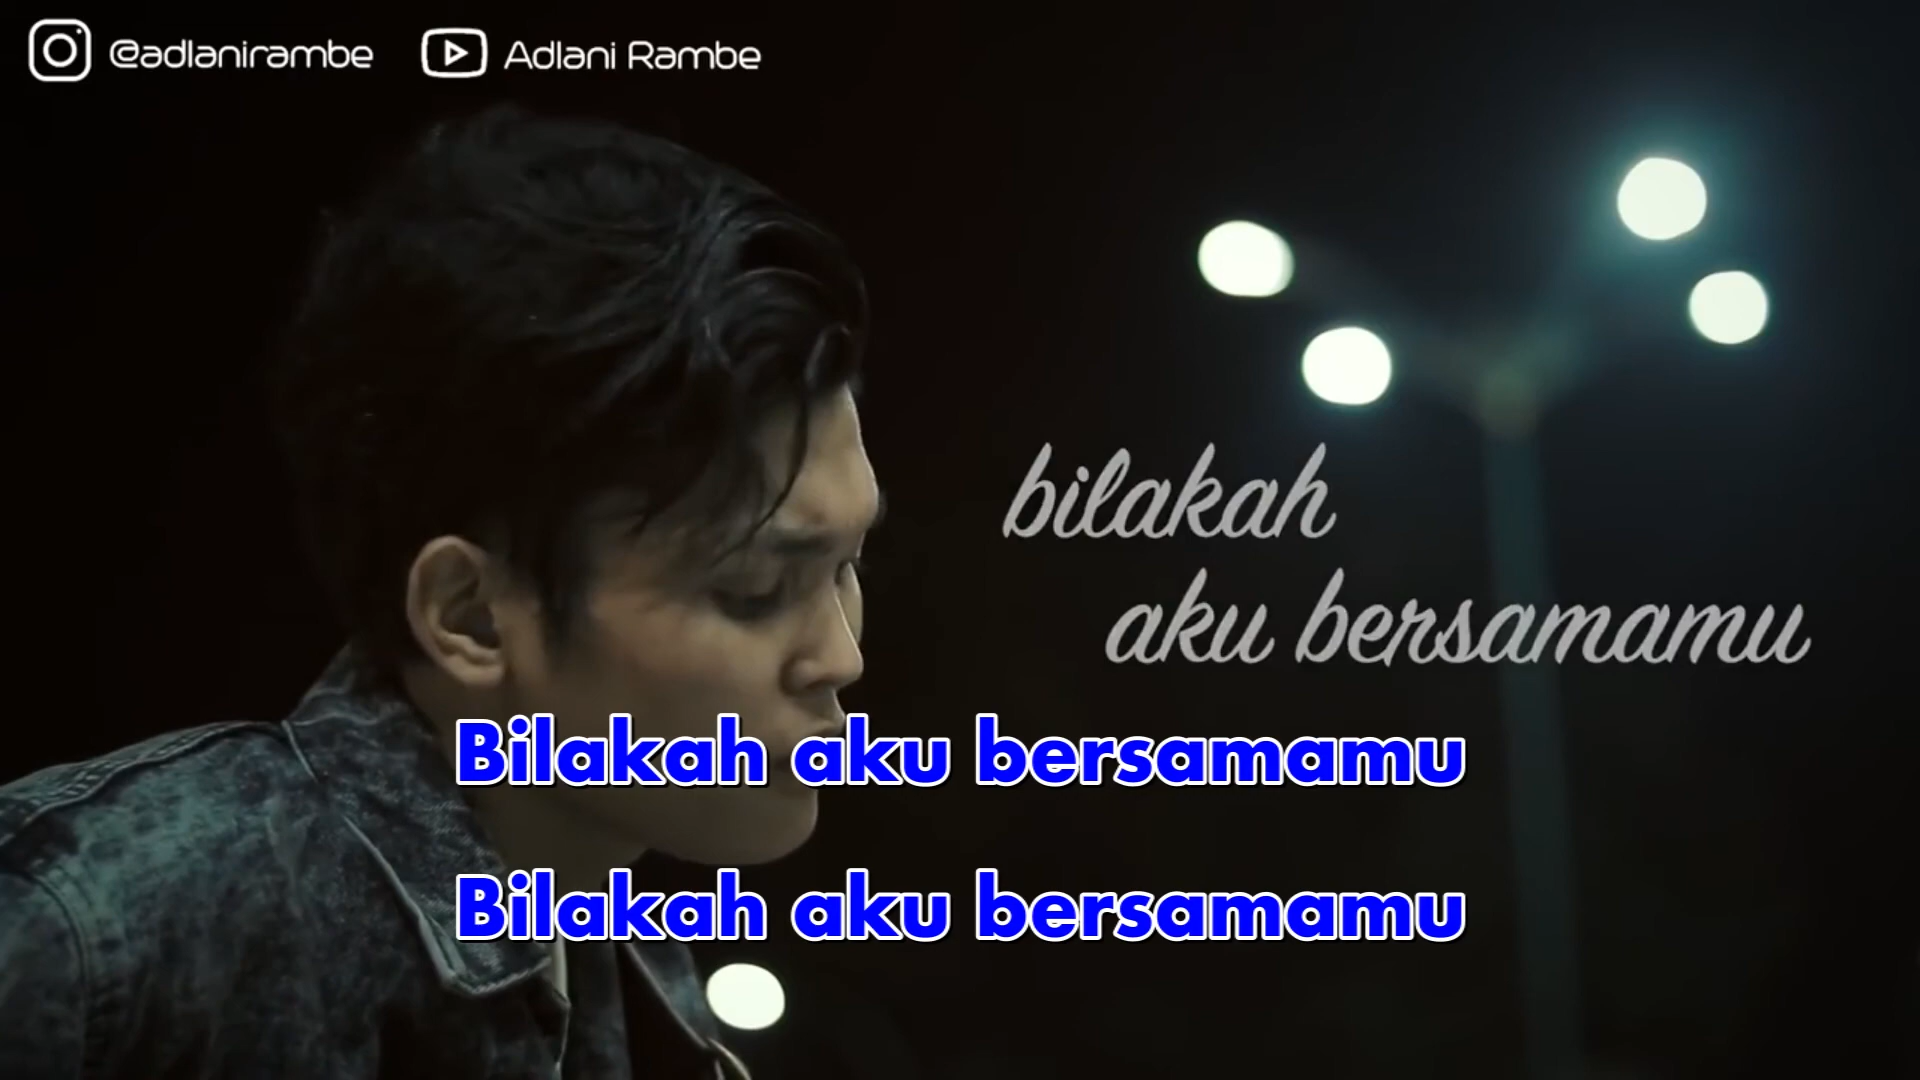 @adlanirambe Adlani Rambe
bilakah
aku bersamamu
Bilakah aku bersamamu
Bilakah aku bersamamu